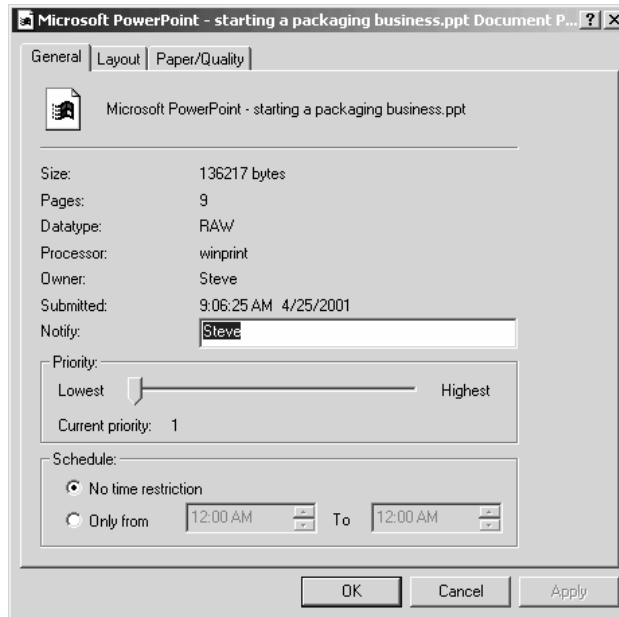 Microsoft PowerPoint - starting a packaging business.ppt Document P... ? X
General Layout Paper/Quality
Microsoft PowerPoint - starting a packaging business.ppt
Size: 136217 bytes
Pages: 9
Datatype: RAW
Processor: winprint
Owner: Steve
Submitted: 9:06:25 AM 4/25/2001
Notify: Steve
Priority:
Lowest Highest
Current priority: 1
Schedule:
No time restriction
Only from 12:00 AM To 12:00 AM
OK Cancel Apply